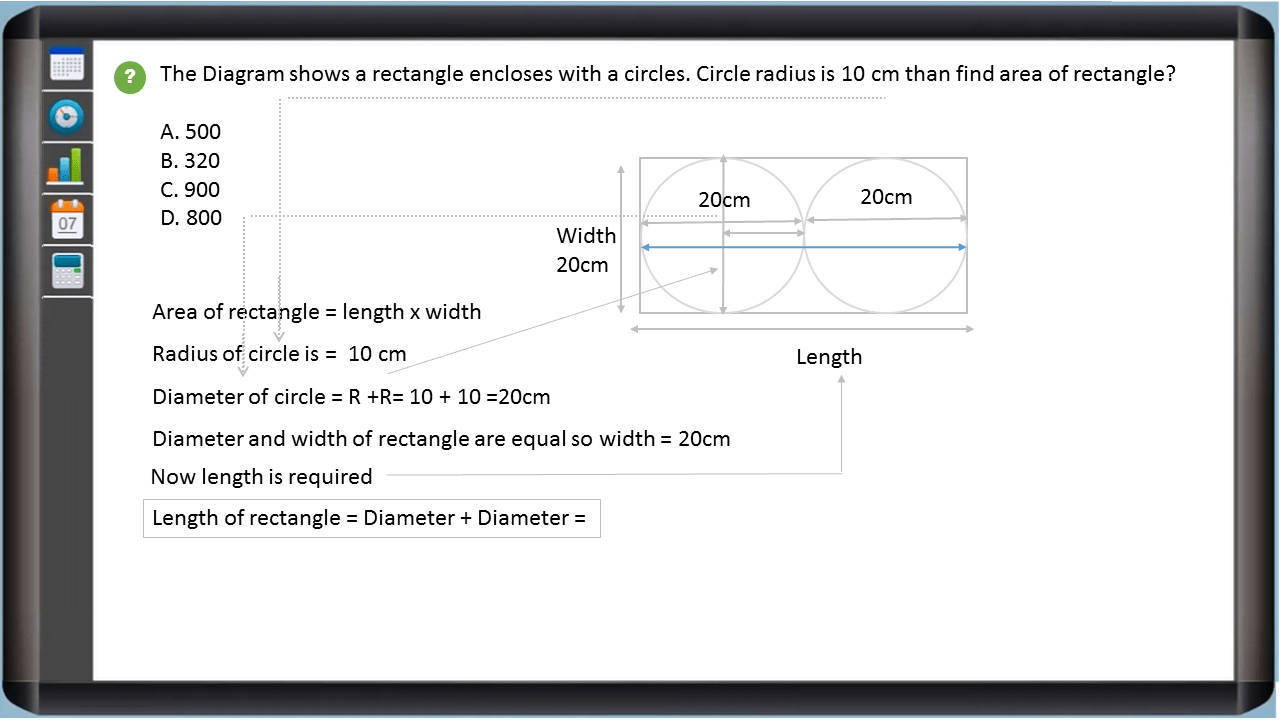 ?
The Diagram shows a rectangle encloses with a circles. Circle radius is 10 cm than find area of rectangle?
A. 500
B. 320
C. 900
D. 800
07
20cm
20cm
Width
20cm
Length
Area of rectangle = length x width
Radius of circle is = 10 cm
Diameter of circle = R +R= 10 + 10 =20cm
Diameter and width of rectangle are equal so width = 20cm
Now length is required
Length of rectangle = Diameter + Diameter =